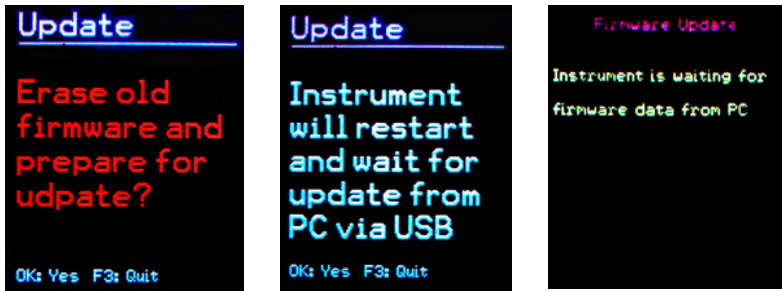 Update
Erase old
firmware and
prepare for
udpate?
OK: Yes F3: Quit
Update
Instrument
will restart
and wait for
update from
PC via USB
OK: Yes F3: Quit
Firmware Update
Instrument is waiting for
firmware data from PC